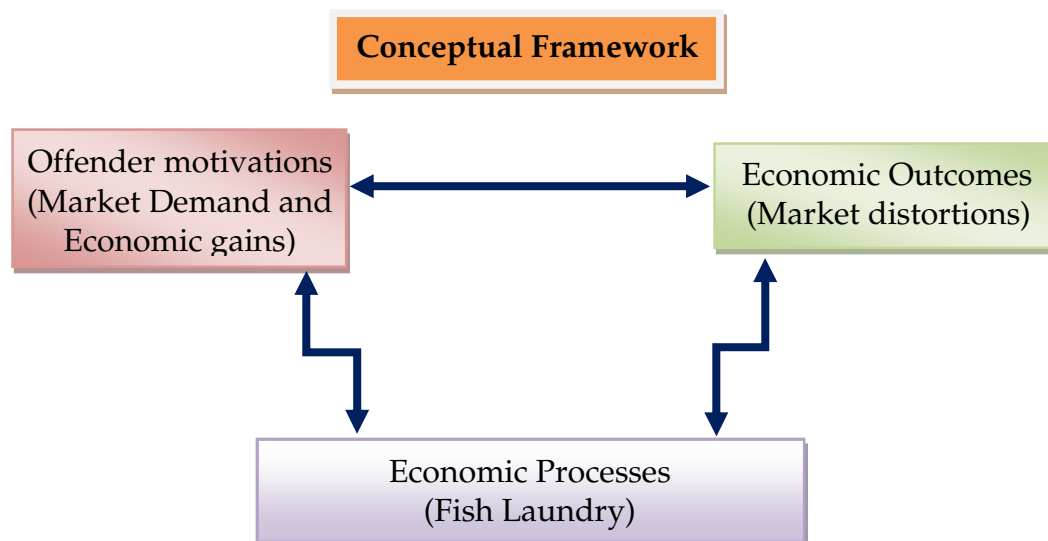 Conceptual Framework
Offender motivations
(Market Demand and
Economic gains)
Economic Outcomes
(Market distortions)
Economic Processes
(Fish Laundry)